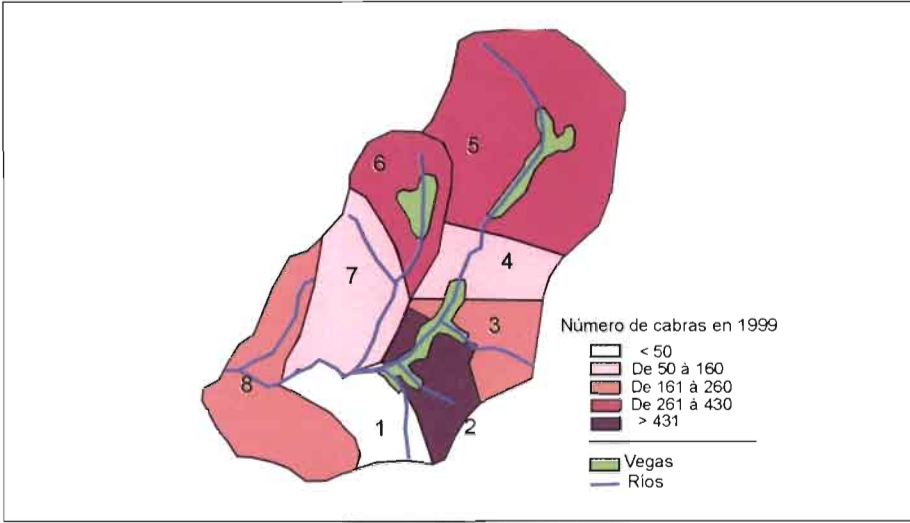 5
6
4
7
3
8
1
2
Número de cabras en 1999
< 50
De 50 à 160
De 161 à 260
De 261 à 430
> 431
Vegas
Ríos